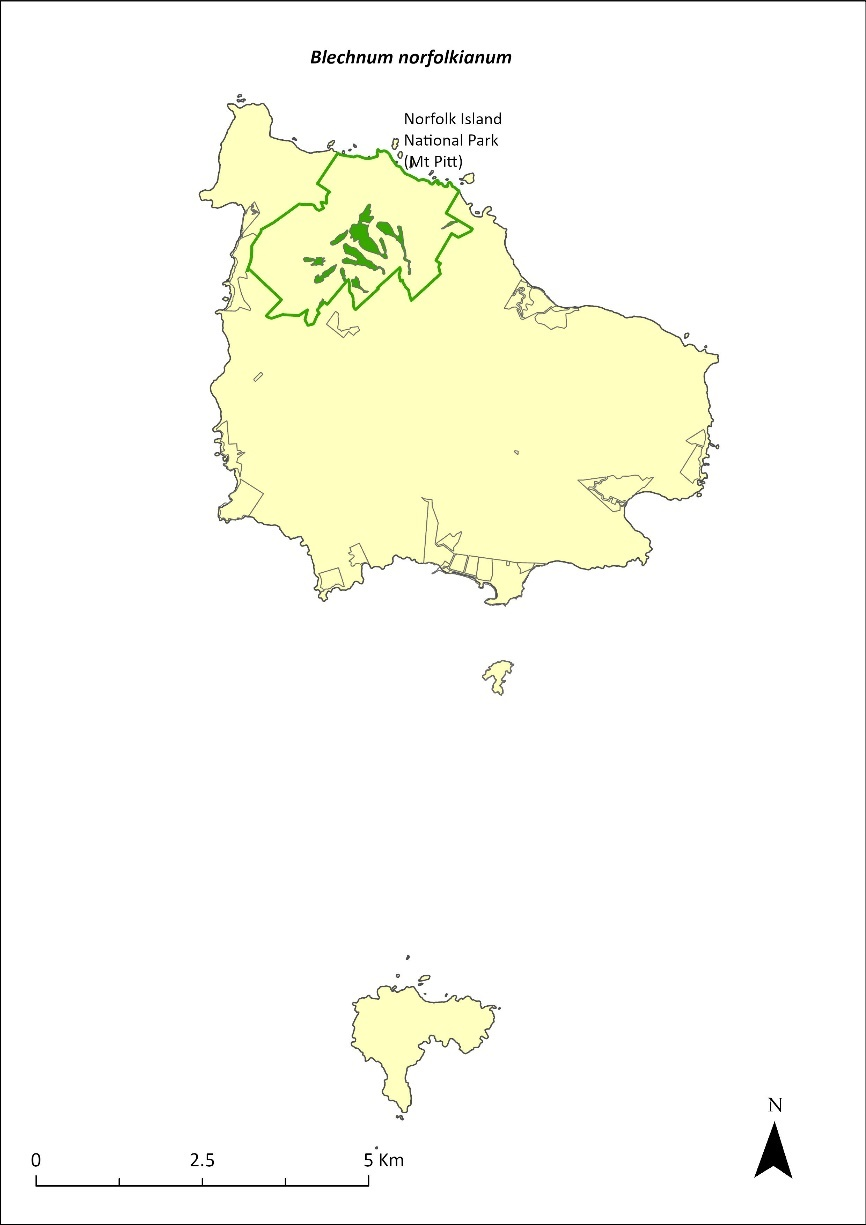 Blechnum norfolkianum
Norfolk Island
National Park
(Mt Pitt)
N
0 2.5 5 Km